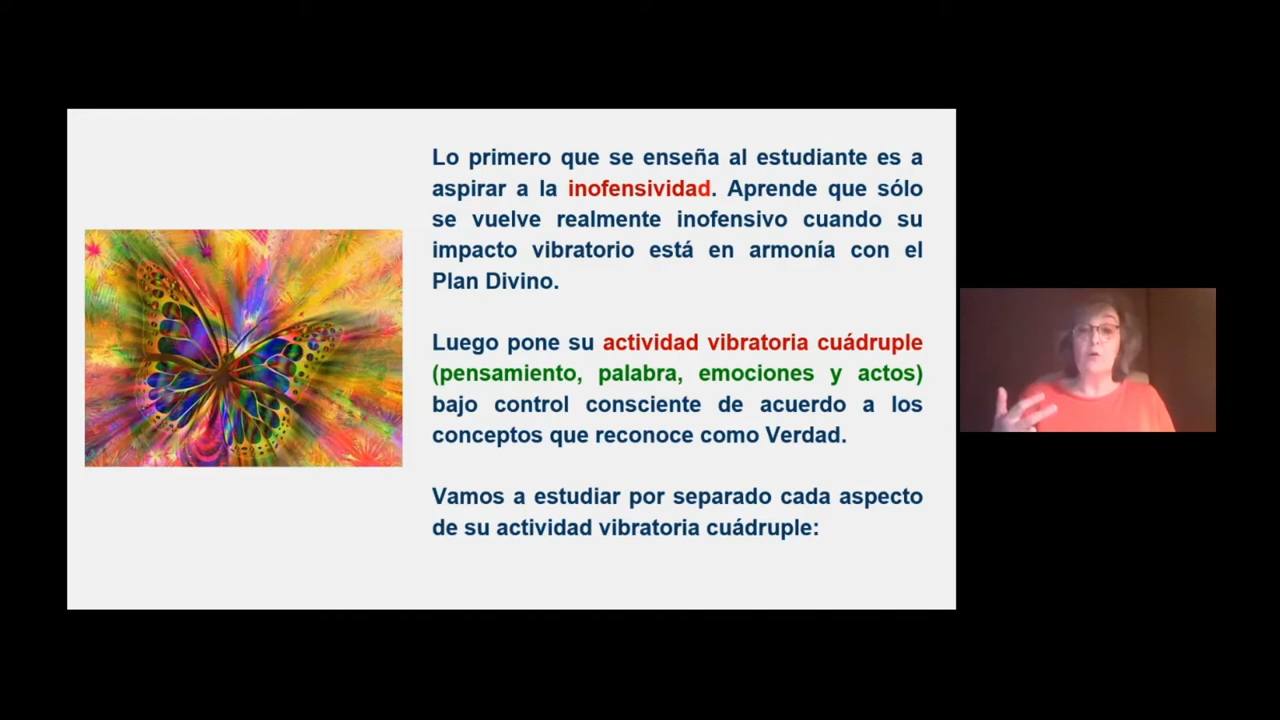 Lo primero que se enseña al estudiante es a
aspirar a la inofensividad. Aprende que sólo
se vuelve realmente inofensivo cuando su
impacto vibratorio está en armonía con el
Plan Divino.
Luego pone su actividad vibratoria cuádruple
(pensamiento, palabra, emociones y actos)
bajo control consciente de acuerdo a los
conceptos que reconoce como Verdad.
Vamos a estudiar por separado cada aspecto
de su actividad vibratoria cuádruple: